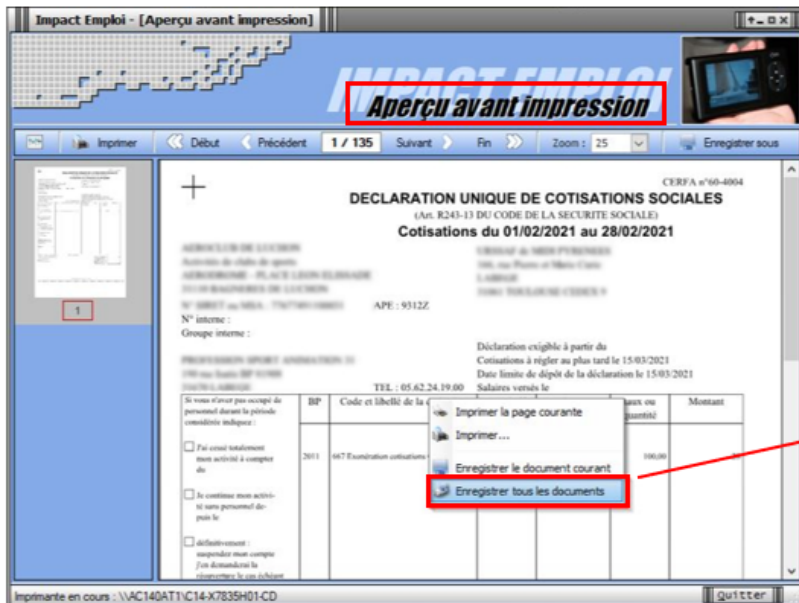 Impact Emploi - [Aperçu avant impression]
IMPACT EMPLOI
Aperçu avant impression
Imprimer Début Précédent 1 / 135 Suivant Fin Zoom : 25 Enregistrer sous
1
CERFA n°60-4004
DECLARATION UNIQUE DE COTISATIONS SOCIALES
(Art. R243-13 DU CODE DE LA SECURITE SOCIALE)
Cotisations du 01/02/2021 au 28/02/2021
APE : 9312Z
N° interne :
Groupe interne :
Déclaration exigible à partir du
Cotisations à régler au plus tard le 15/03/2021
Date limite de dépôt de la déclaration le 15/03/2021
TEL : 05.62.24.19.00 Salaires versés le
Si vous n'avez pas occupé de
personnel durant la période
considérée indiquez :
BP Code et libellé de la
taux ou
quantité
Montant
J'ai cessé totalement
mon activité à compter
du
2011 667 Exonération cotisations 100,00
Je continue mon activi-
té sans personnel de-
puis le
définitivement :
suspendez mon compte
j'en demanderai la
réouverture le cas échéant
Imprimer la page courante
Imprimer...
Enregistrer le document courant
Enregistrer tous les documents
Imprimante en cours : \\AC140AT1\C14-X7835H01-CD
Quitter